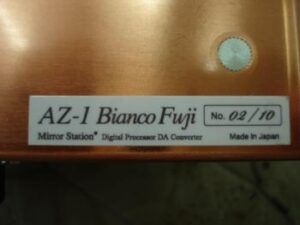 AZ-1 Bianco Fuji No. 02/10
Mirror Station® Digital Processor DA Converter Made in Japan